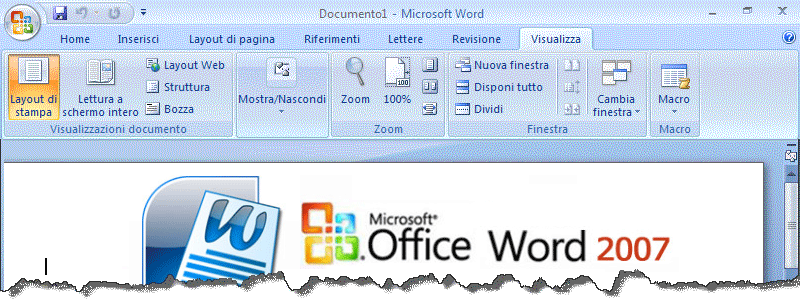 Documento1 - Microsoft Word
Home Inserisci Layout di pagina Riferimenti Lettere Revisione Visualizza
Layout di stampa
Lettura a schermo intero
Layout Web
Struttura
Bozza
Visualizzazioni documento
Mostra/Nascondi
Zoom
100
100%
Zoom
Nuova finestra
Disponi tutto
Dividi
Cambia finestra
Finestra
Macro
Macro
W
Microsoft®
Office Word 2007